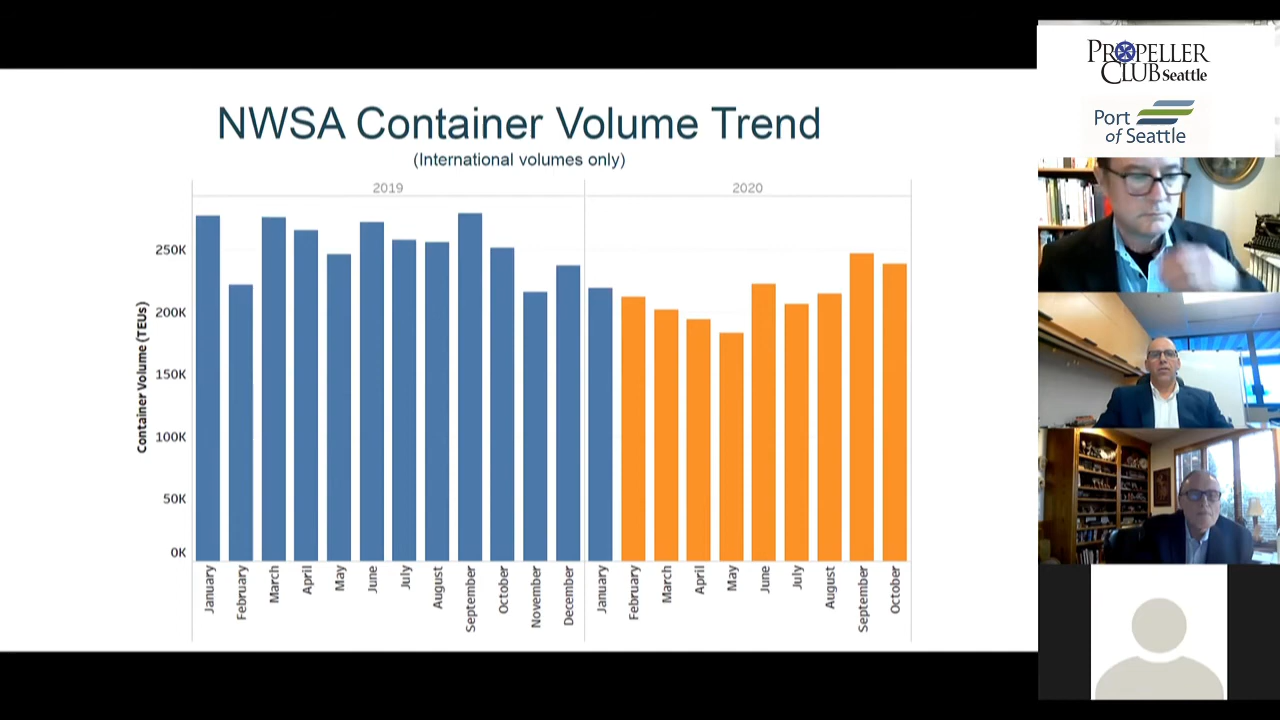 NWSA Container Volume Trend
(International volumes only)
2019
2020
Container Volume (TEUs)
250K
200K
150K
100K
50K
0K
January
February
March
April
May
June
July
August
September
October
November
December
January
February
March
April
May
June
July
August
September
October
PROPELLER
CLUB Seattle
Port
of Seattle